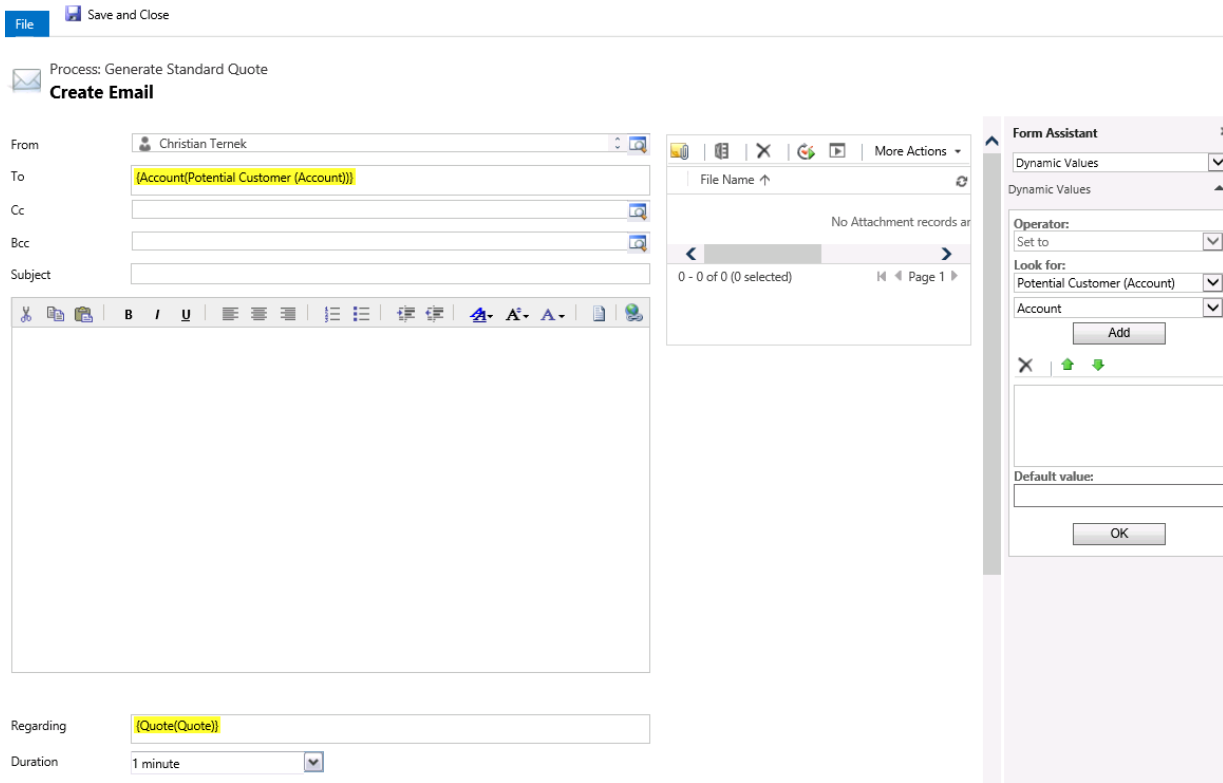 File
Save and Close
Process: Generate Standard Quote
Create Email
From
Christian Ternek
To
{Account(Potential Customer (Account))}
Cc
Bcc
Subject
B I U
A A A
More Actions
File Name
No Attachment records ar
0 - 0 of 0 (0 selected)
Page 1
Regarding
{Quote(Quote)}
Duration
1 minute
Form Assistant
Dynamic Values
Dynamic Values
Operator:
Set to
Look for:
Potential Customer (Account)
Account
Add
Default value:
OK